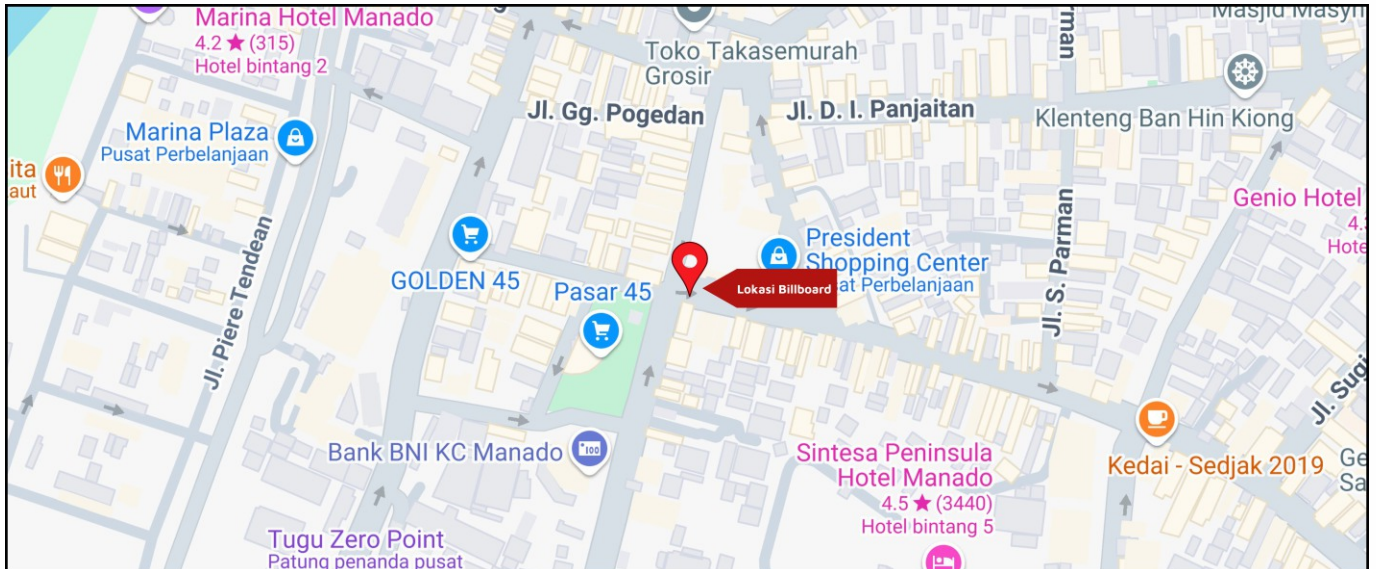 Marina Hotel Manado
4.2 ★ (315)
Hotel bintang 2
Toko Takasemurah
Grosir
Jl. Gg. Pogedan
Jl. D. I. Panjaitan
Klenteng Ban Hin Kiong
Marina Plaza
Pusat Perbelanjaan
ita
aut
Genio Hotel
Hote
Jl. Piere Tendean
GOLDEN 45
Pasar 45
President
Shopping Center
at Perbelanjaan
Lokasi Billboard
Jl. S. Parman
man
Jl. Sugi
Bank BNI KC Manado
100
Sintesa Peninsula
Hotel Manado
4.5 ★ (3440)
Hotel bintang 5
Kedai - Sedjak 2019
Ge
Sa
Tugu Zero Point
Patung penanda pusat